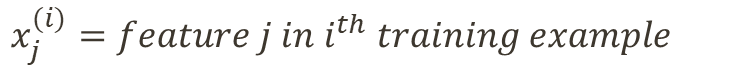 x_j^{(i)} = feature j in i^{th} training example